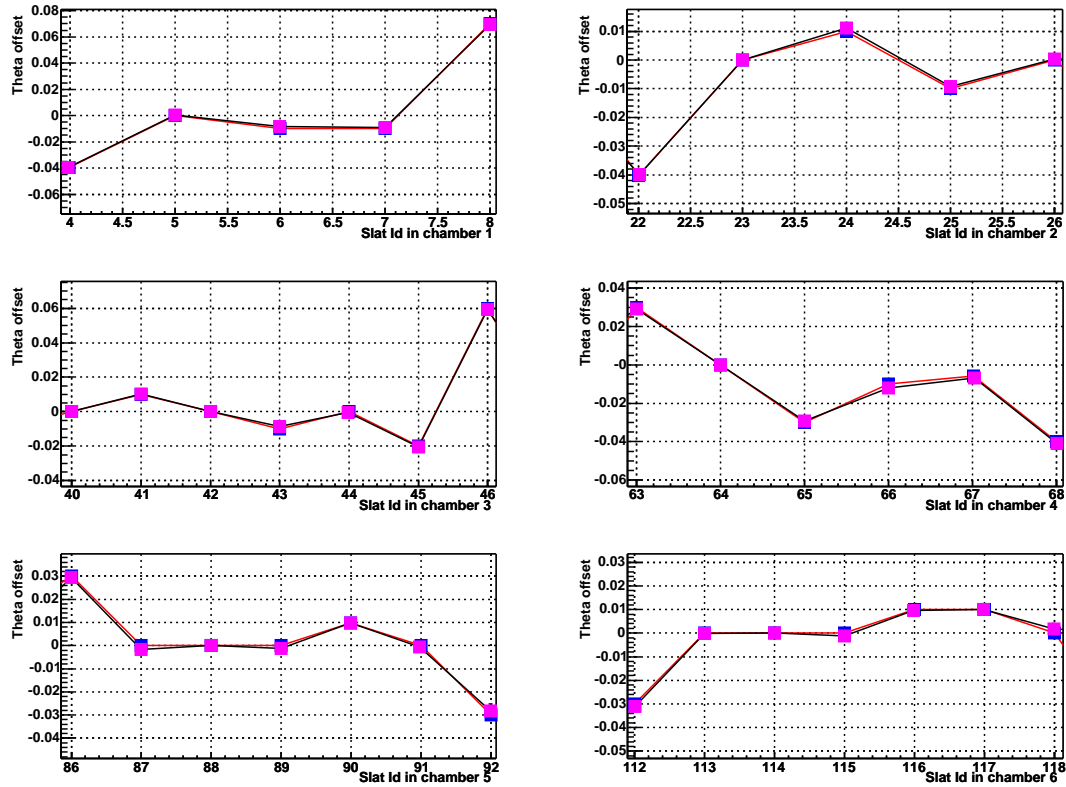 Theta offset
0.08
0.06
0.04
0.02
0
-0.02
-0.04
-0.06
4 4.5 5 5.5 6 6.5 7 7.5 8
Slat Id in chamber 1
Theta offset
0.01
0
-0.01
-0.02
-0.03
-0.04
-0.05
22 22.5 23 23.5 24 24.5 25 25.5 26
Slat Id in chamber 2
Theta offset
0.06
0.04
0.02
0
-0.02
-0.04
40 41 42 43 44 45 46
Slat Id in chamber 3
Theta offset
0.04
0.02
-0
-0.02
-0.04
-0.06
63 64 65 66 67 68
Slat Id in chamber 4
Theta offset
0.03
0.02
0.01
0
-0.01
-0.02
-0.03
-0.04
86 87 88 89 90 91 92
Slat Id in chamber 5
Theta offset
0.03
0.02
0.01
0
-0.01
-0.02
-0.03
-0.04
-0.05
112 113 114 115 116 117 118
Slat Id in chamber 6